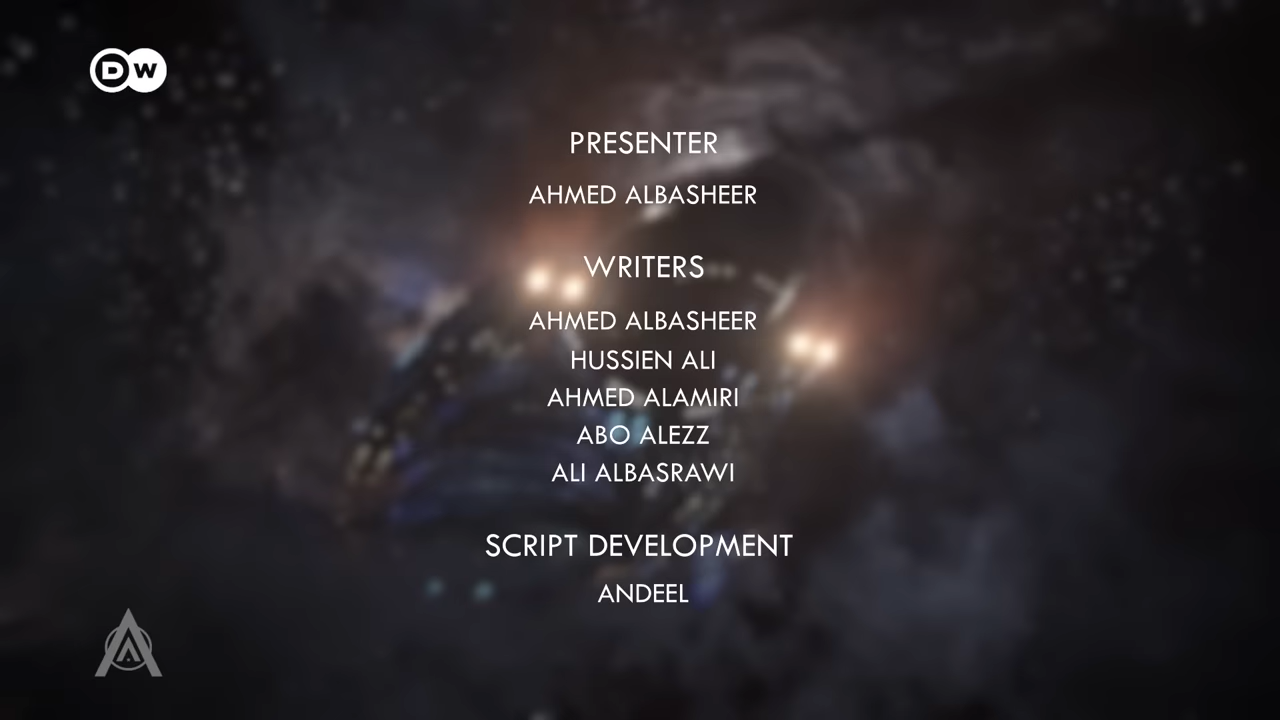 DW
PRESENTER
AHMED ALBASHEER
WRITERS
AHMED ALBASHEER
HUSSIEN ALI
AHMED ALAMIRI
ABO ALEZZ
ALI ALBASRAWI
SCRIPT DEVELOPMENT
ANDEEL